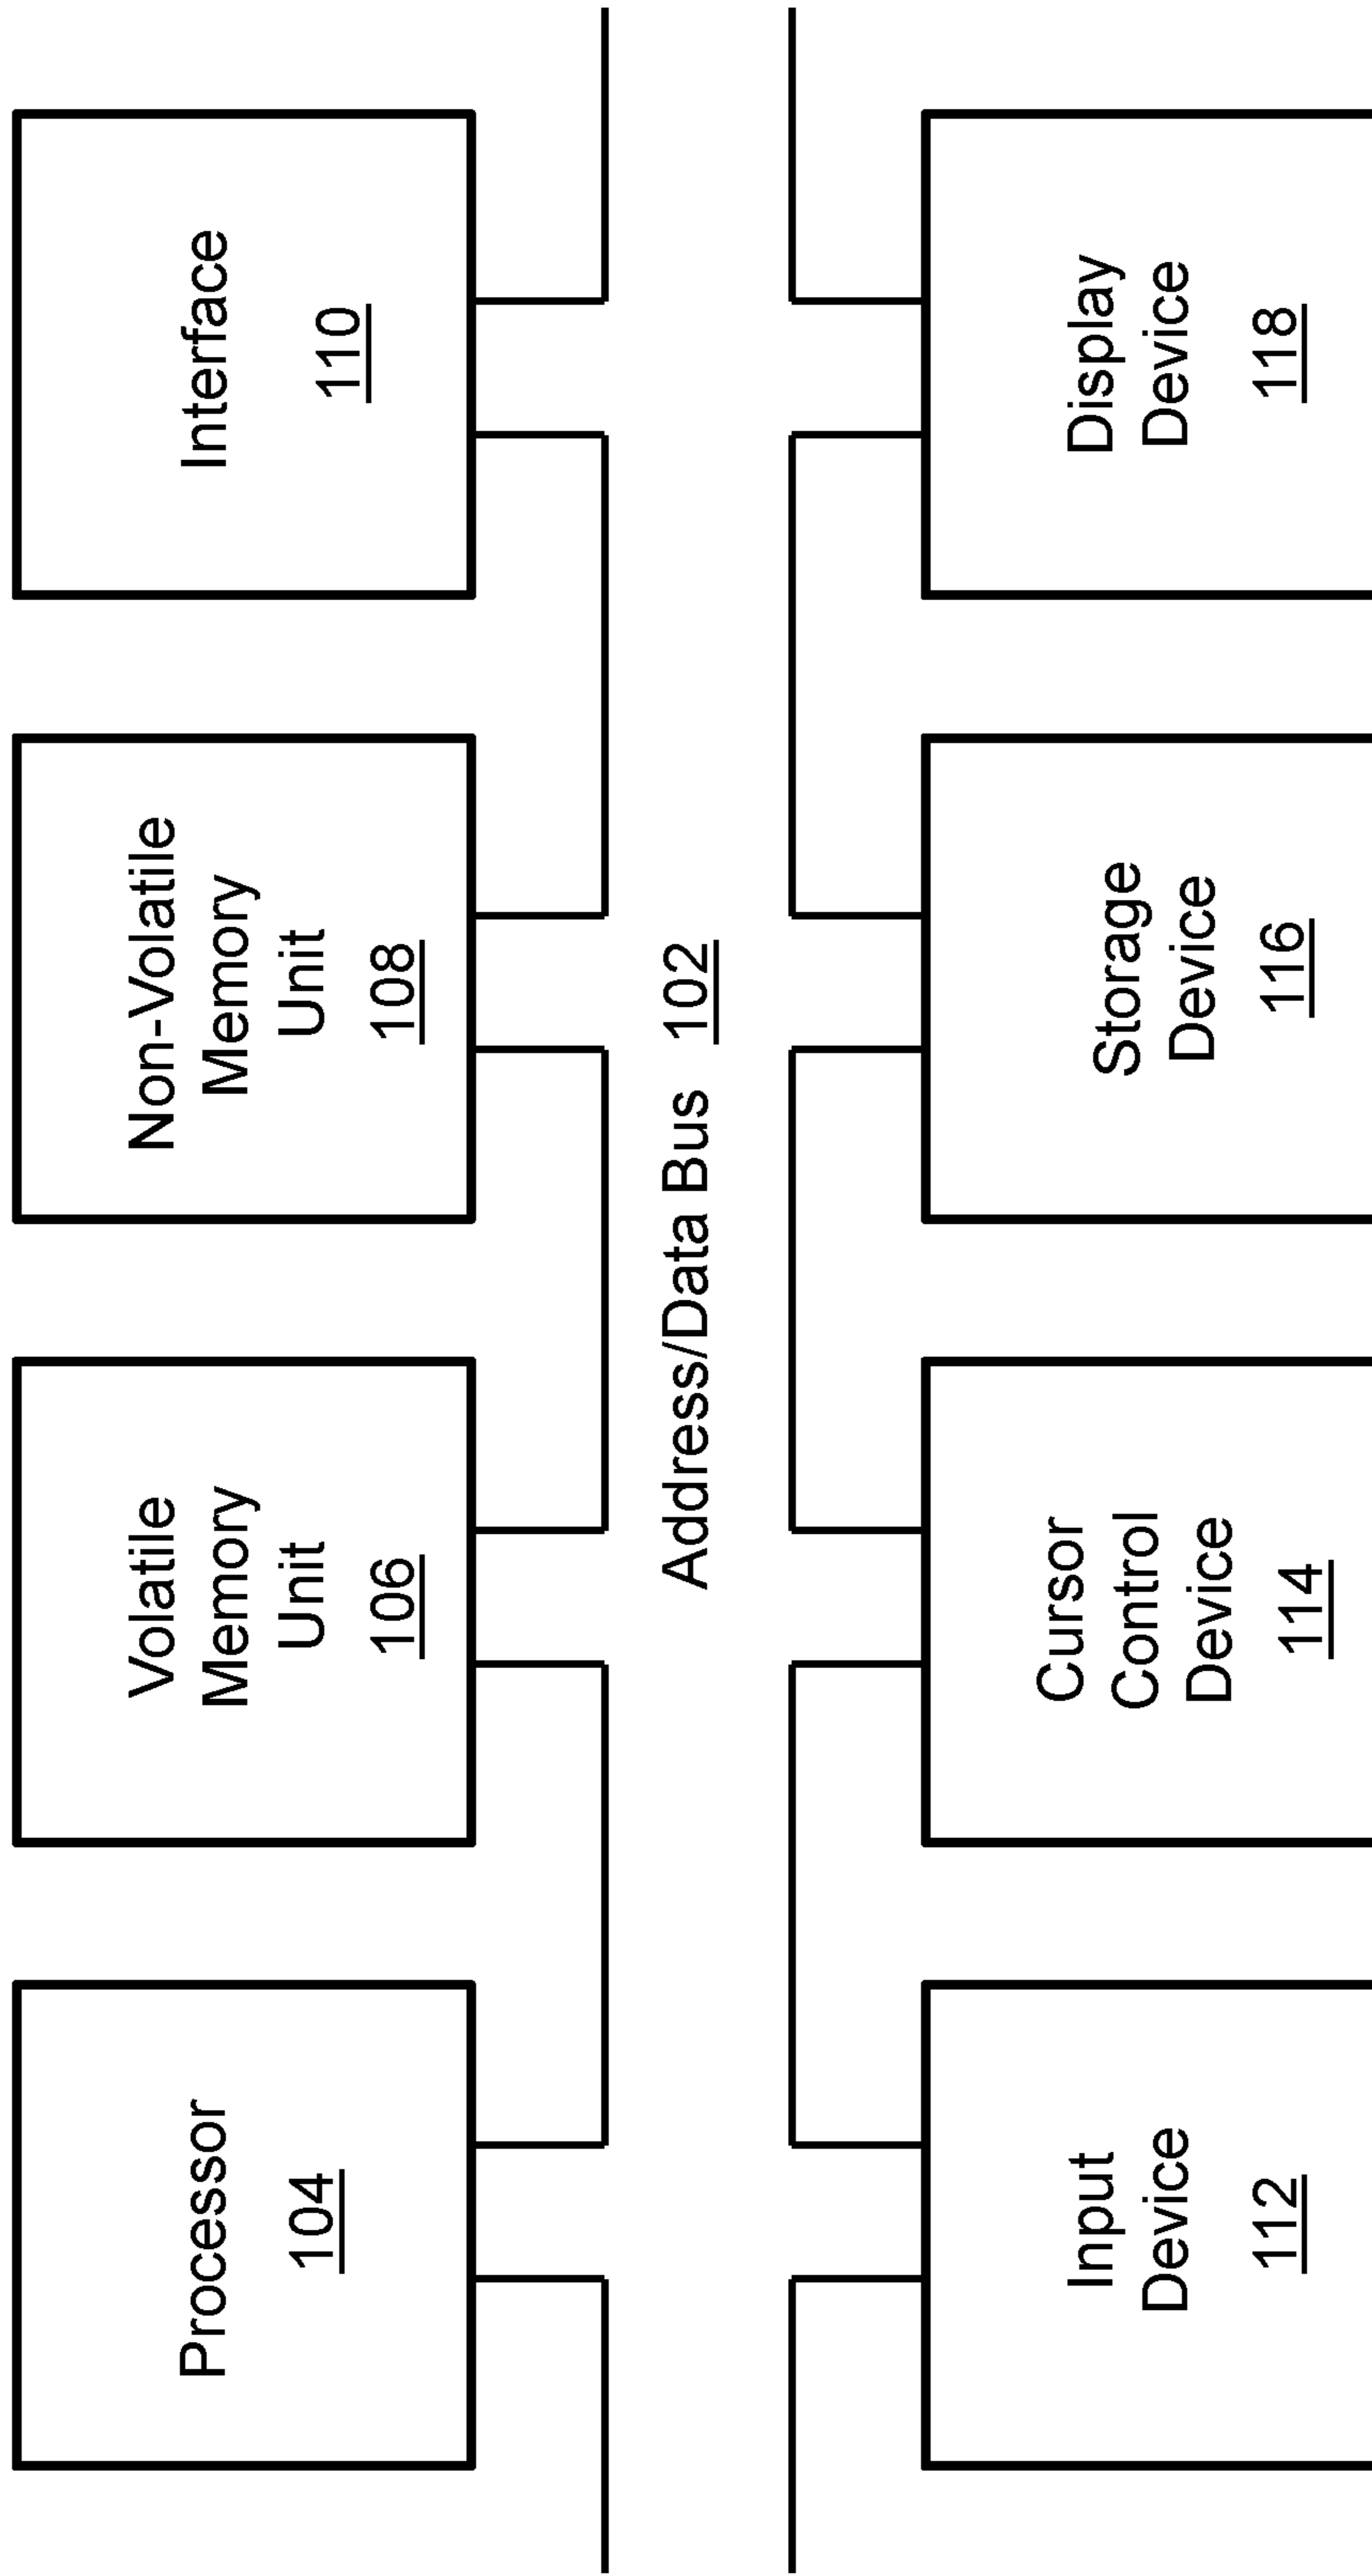 Processor
104
Volatile
Memory
Unit
106
Non-Volatile
Memory
Unit
108
Interface
110
Address/Data Bus 102
Input
Device
112
Cursor
Control
Device
114
Storage
Device
116
Display
Device
118